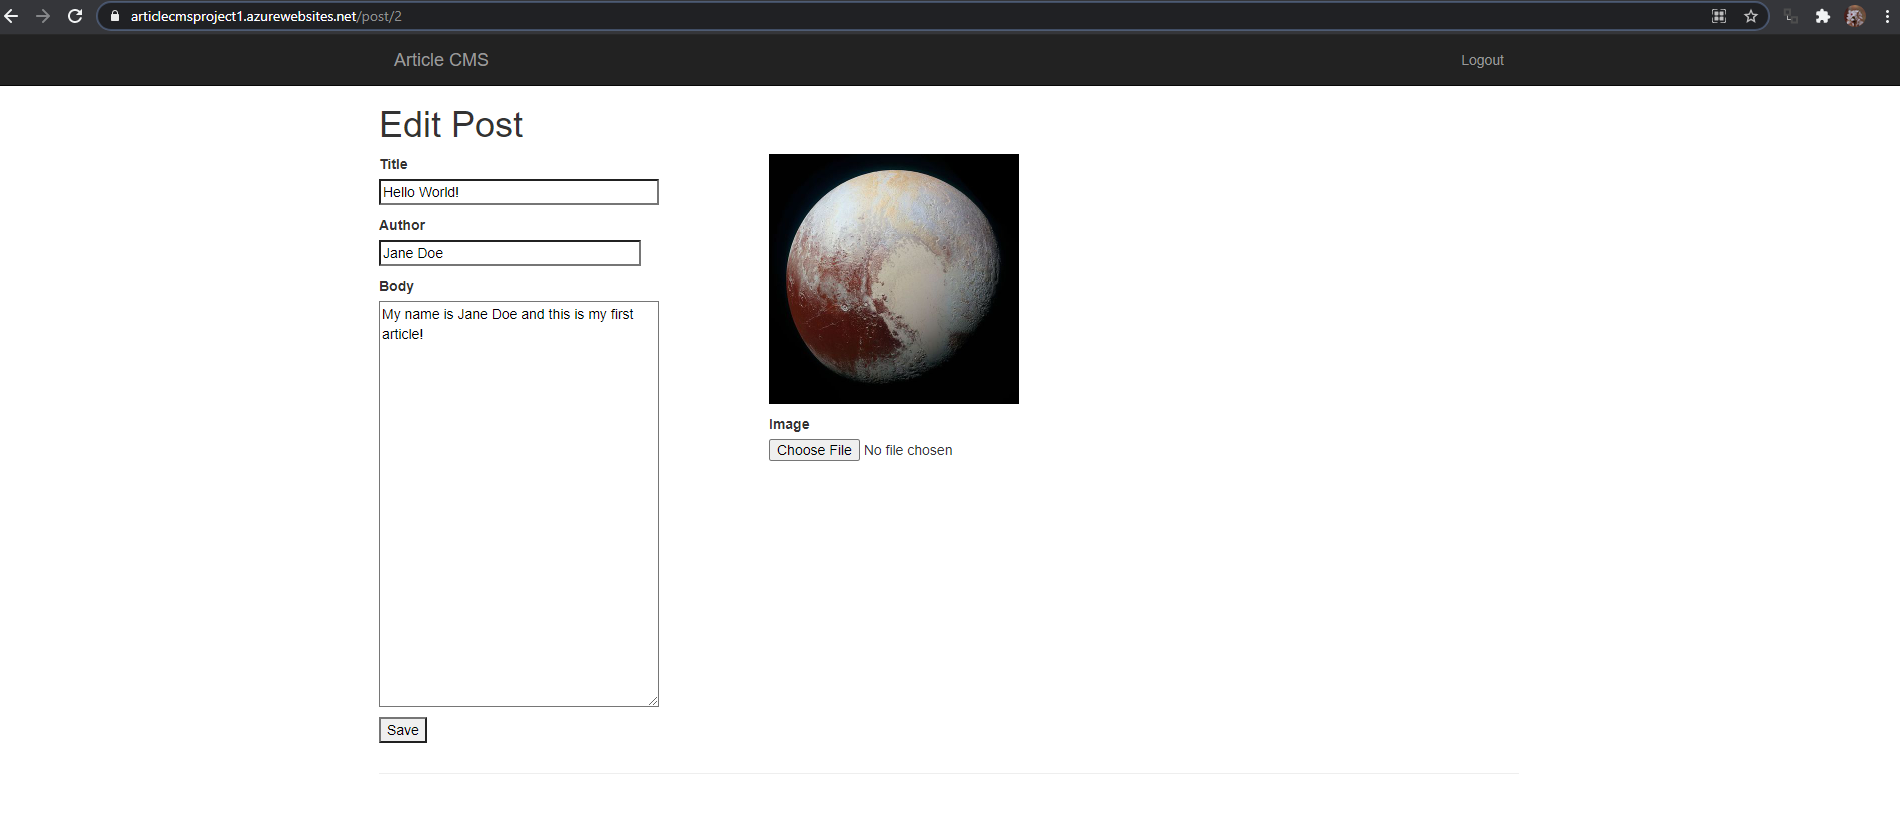 articlecmsproject1.azurewebsites.net/post/2
Article CMS
Logout
Edit Post
Title
Hello World!
Author
Jane Doe
Body
My name is Jane Doe and this is my first
article!
Image
Choose File No file chosen
Save